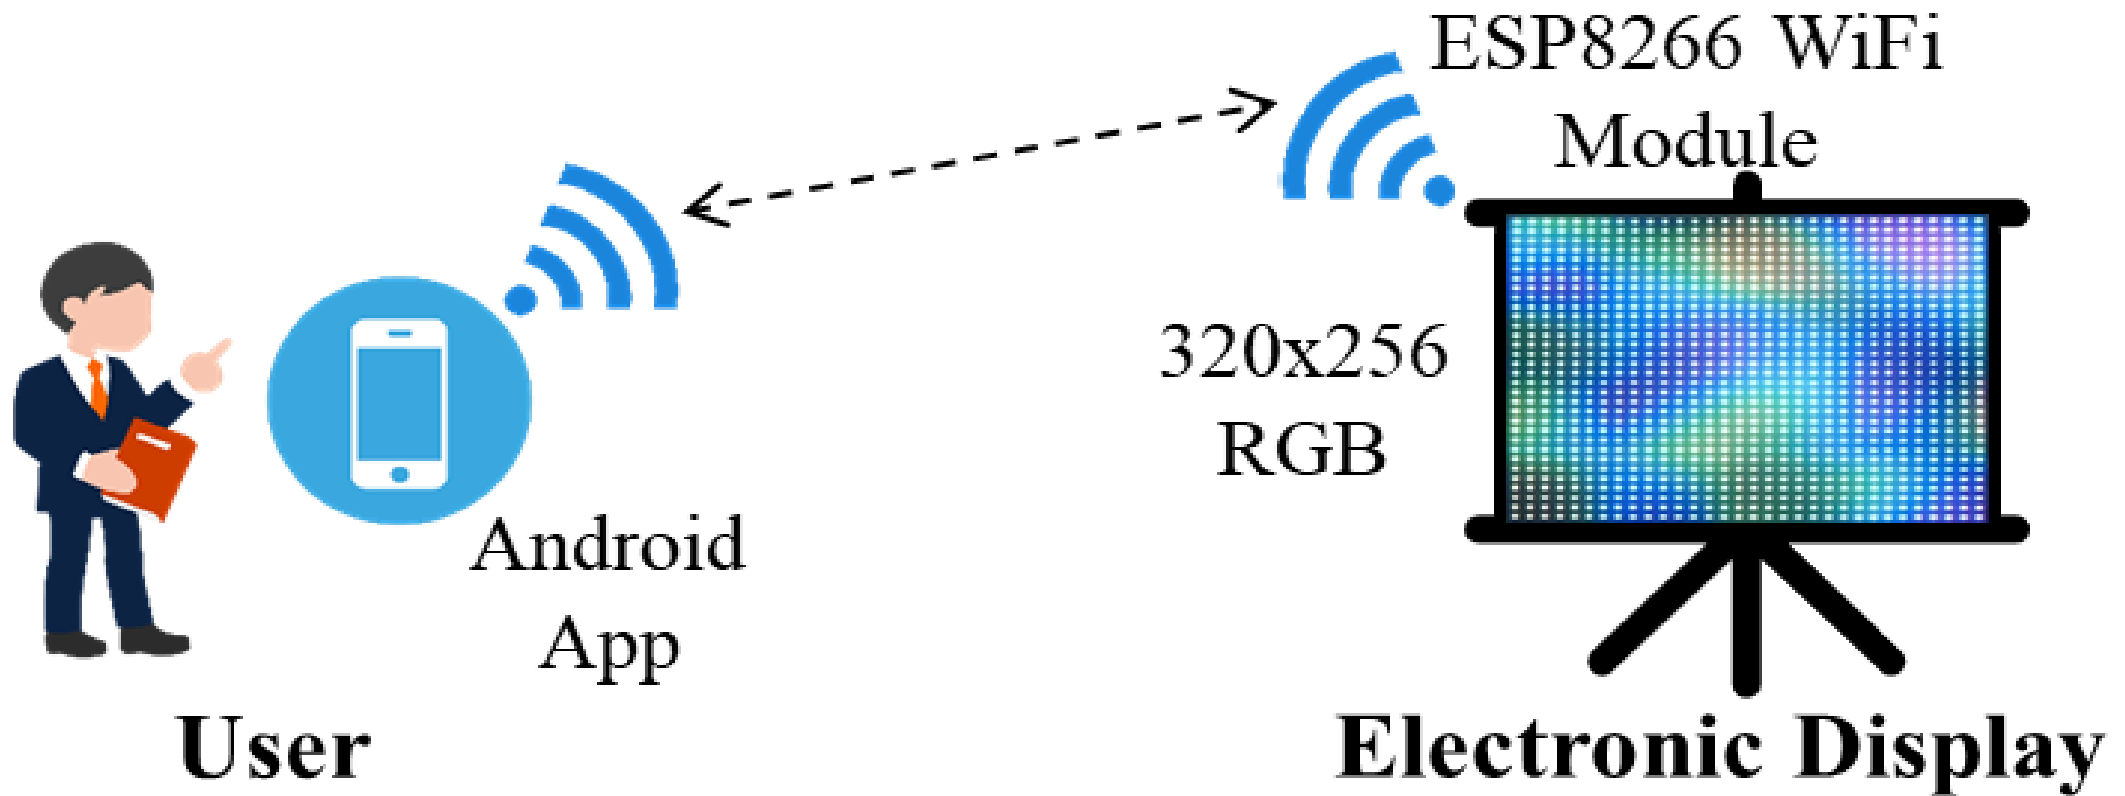 ESP8266 WiFi
Module
320x256
RGB
Android
App
User
Electronic Display